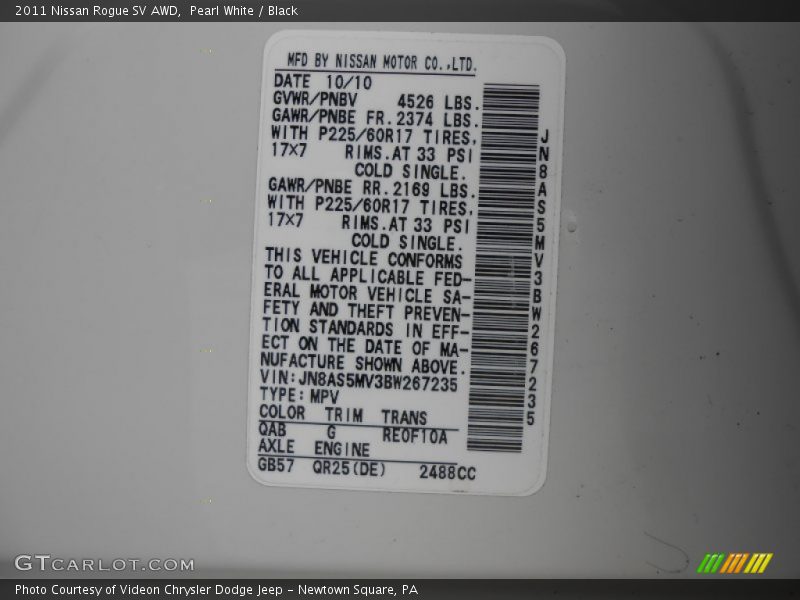 2011 Nissan Rogue SV AWD, Pearl White / Black
MFD BY NISSAN MOTOR CO.,LTD.
DATE 10/10
GVWR/PNBV 4526 LBS.
GAWR/PNBE FR. 2374 LBS.
WITH P225/60R17 TIRES,
17×7 RIMS. AT 33 PSI
COLD SINGLE.
GAWR/PNBE RR. 2169 LBS.
WITH P225/60R17 TIRES,
17×7 RIMS. AT 33 PSI
COLD SINGLE.
THIS VEHICLE CONFORMS
TO ALL APPLICABLE FED-
ERAL MOTOR VEHICLE SA-
FETY AND THEFT PREVEN-
TION STANDARDS IN EFF-
ECT ON THE DATE OF MA-
NUFACTURE SHOWN ABOVE.
VIN:JN8AS5MV3BW267235
TYPE:MPV
COLOR TRIM TRANS
QAB G RE0F10A
AXLE ENGINE
GB57 QR25(DE) 2488CC
JN8AS5MV3BW267235
GTCARLOT.COM
Photo Courtesy of Videon Chrysler Dodge Jeep - Newtown Square, PA